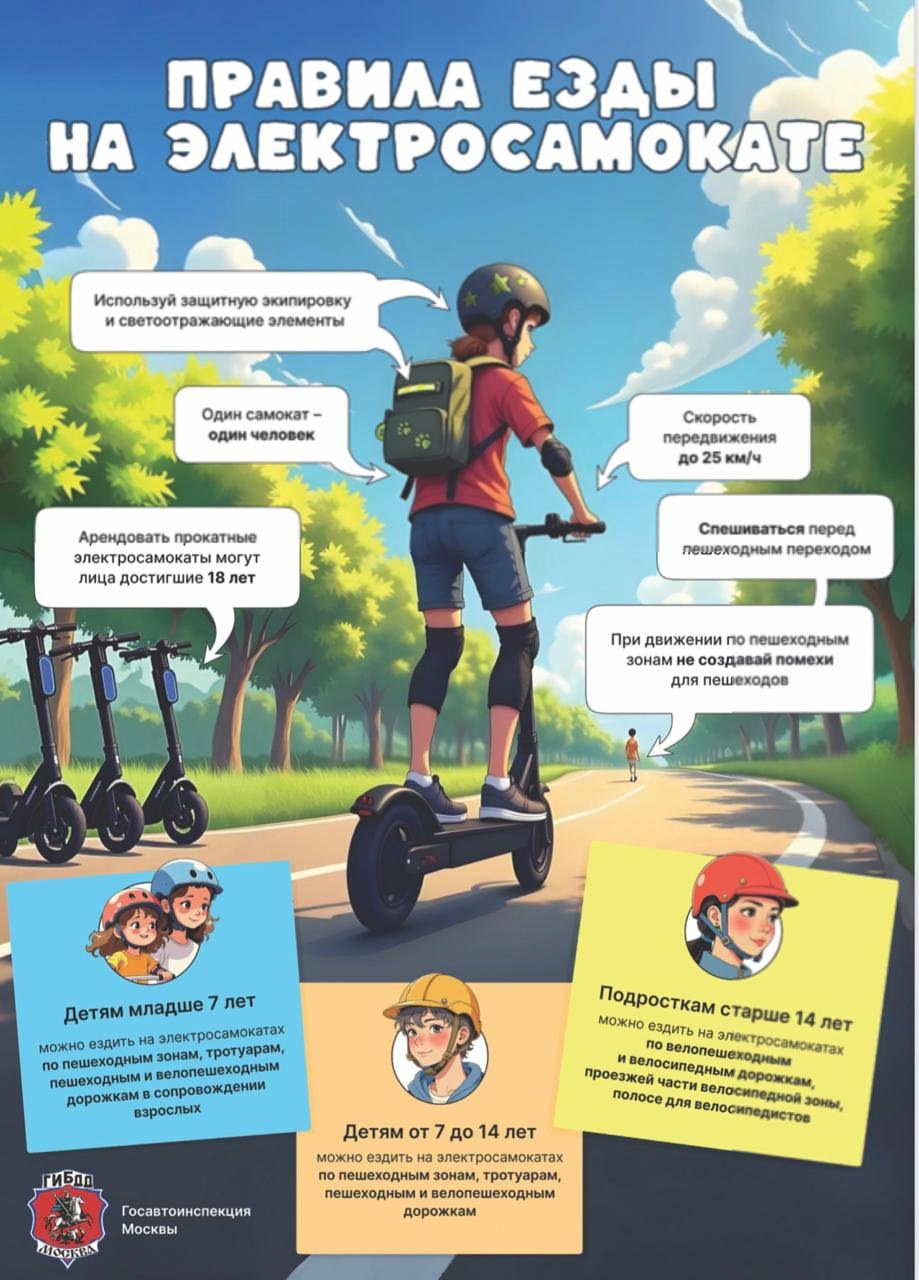 ПРАВИЛА ЕЗДЫ
НА ЭЛЕКТРОСАМОКАТЕ
Используй защитную экипировку
и светоотражающие элементы
Один самокат –
один человек
Скорость
передвижения
до 25 км/ч
Арендовать прокатные
электросамокаты могут
лица достигшие 18 лет
Спешиваться перед
пешеходным переходом
При движении по пешеходным
зонам не создавай помехи
для пешеходов
Детям младше 7 лет
можно ездить на электросамокатах
по пешеходным зонам, тротуарам,
пешеходным и велопешеходным
дорожкам в сопровождении
взрослых
Детям от 7 до 14 лет
можно ездить на электросамокатах
по пешеходным зонам, тротуарам,
пешеходным и велопешеходным
дорожкам
Подросткам старше 14 лет
можно ездить на электросамокатах
по велопешеходным
и велосипедным дорожкам,
проезжей части велосипедной зоны,
полосе для велосипедистов
ГИБДД
МОСКВА
Госавтоинспекция
Москвы